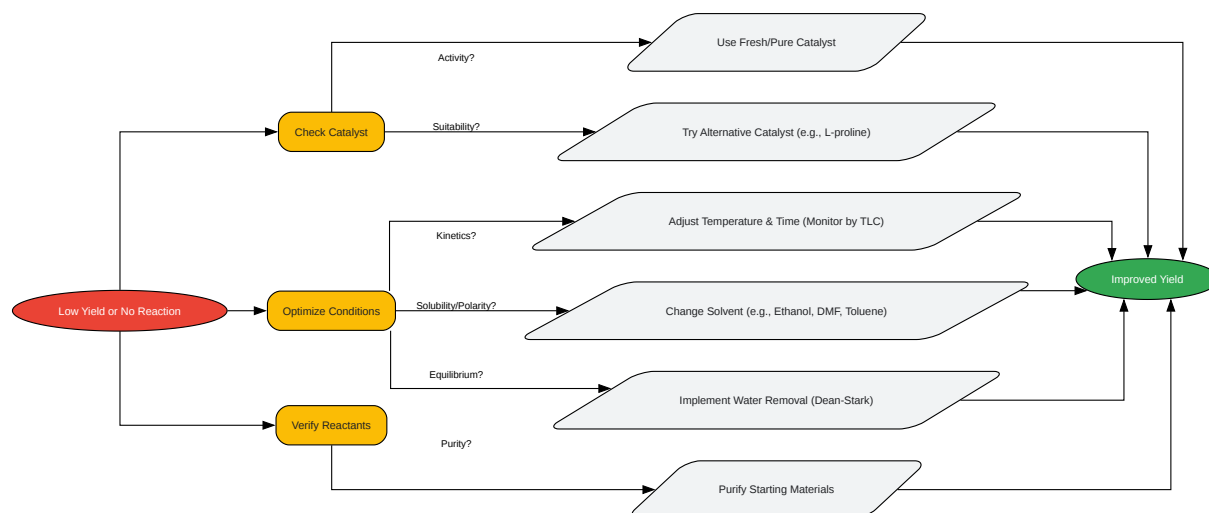 Use Fresh/Pure Catalyst
Activity?
Check Catalyst
Suitability?
Try Alternative Catalyst (e.g., L-proline)
Adjust Temperature & Time (Monitor by TLC)
Kinetics?
Improved Yield
Low Yield or No Reaction
Optimize Conditions
Solubility/Polarity?
Change Solvent (e.g., Ethanol, DMF, Toluene)
Equilibrium?
Implement Water Removal (Dean-Stark)
Verify Reactants
Purity?
Purify Starting Materials